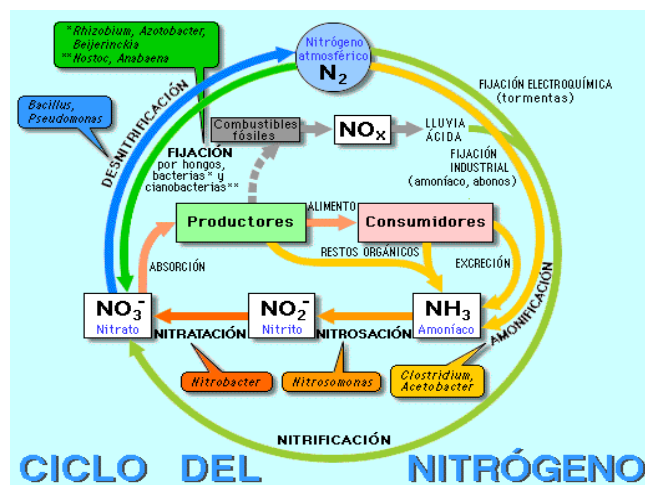 *Rhizobium, Azotobacter,
Beijerinckia
**Nostoc, Anabaena
Nitrógeno
atmosférico
N2
FIJACIÓN ELECTROQUÍMICA
(tormentas)
Bacillus,
Pseudomonas
DESNITRIFICACIÓN
Combustibles
fósiles
NOX
LLUVIA
ÁCIDA
FIJACIÓN
por hongos,
bacterias* y
cianobacterias**
FIJACIÓN
INDUSTRIAL
(amoníaco, abonos)
Productores
ALIMENTO
Consumidores
RESTOS ORGÁNICOS
ABSORCIÓN
EXCRECIÓN
NO3-
Nitrato
NITRATACIÓN
NO2-
Nitrito
NITROSACIÓN
NH3
Amoníaco
AMONIFICACIÓN
Nitrobacter
Nitrosomonas
Clostridium,
Acetobacter
NITRIFICACIÓN
CICLO DEL NITRÓGENO